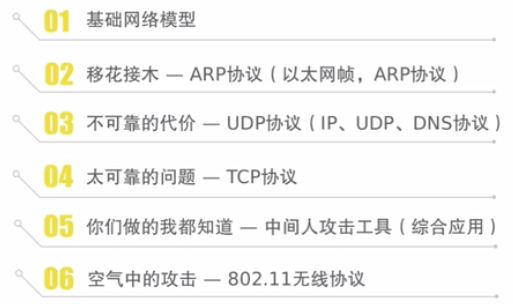 01 基础网络模型
02 移花接木 — ARP协议（以太网帧，ARP协议）
03 不可靠的代价 — UDP协议（IP、UDP、DNS协议）
04 太可靠的问题 — TCP协议
05 你们做的我都知道 — 中间人攻击工具（综合应用）
06 空气中的攻击 — 802.11无线协议